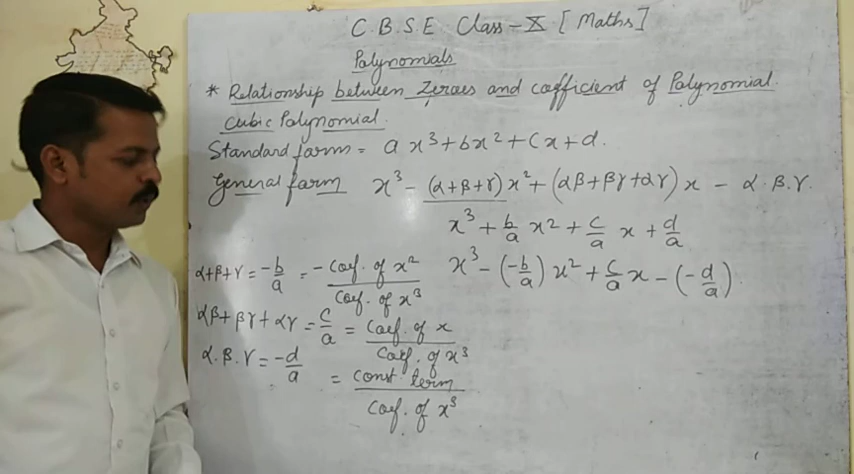 C.B.S.E Class-X [Maths]
Polynomials
* Relationship between Zeroes and cofficient of Polynomial.
Cubic Polynomial.
Standard farm = ax³+bx²+Cx+d.
General farm x³ - (α+β+γ)x²+(αβ+βγ+αγ)x - α.β.γ.
x³ + b/a x² + c/a x + d/a
x³ - (-b/a)x² + c/a x - (-d/a)
α+β+γ = -b/a = -Coef. of x²/Coef. of x³
αβ+βγ+αγ = c/a = Coef. of x/Coef. of x³
α.β.γ = -d/a = const. term/Coef. of x³